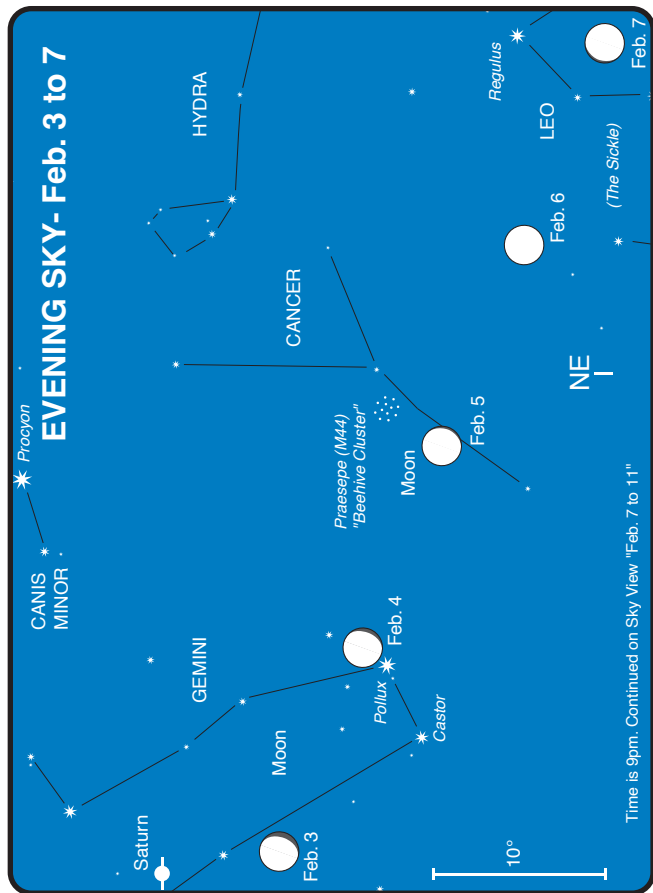 EVENING SKY- Feb. 3 to 7
Procyon
CANIS
MINOR
HYDRA
Regulus
LEO
(The Sickle)
Feb. 7
Feb. 6
CANCER
Praesepe (M44)
"Beehive Cluster"
Moon
Feb. 5
GEMINI
Pollux
Feb. 4
Castor
Moon
Saturn
Feb. 3
NE
10°
Time is 9pm. Continued on Sky View "Feb. 7 to 11"